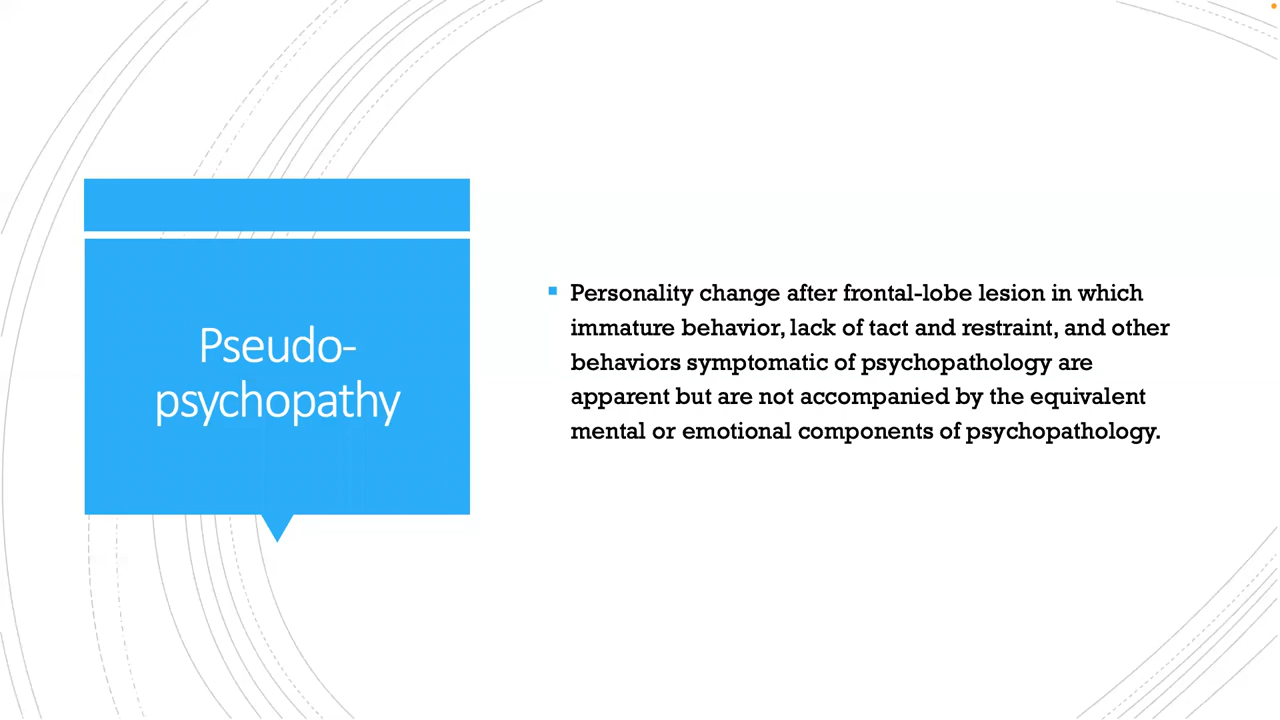 Pseudo-
psychopathy
Personality change after frontal-lobe lesion in which
immature behavior, lack of tact and restraint, and other
behaviors symptomatic of psychopathology are
apparent but are not accompanied by the equivalent
mental or emotional components of psychopathology.